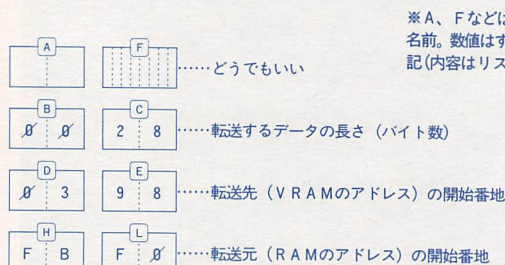 ※A、Fなどは
名前。数値はす
記(内容はリス
A F
……どうでもいい
B C
0 0 2 8 ……転送するデータの長さ（バイト数）
D E
0 3 9 8 ……転送先（VRAMのアドレス）の開始番地
H L
F B F 0 ……転送元（RAMのアドレス）の開始番地